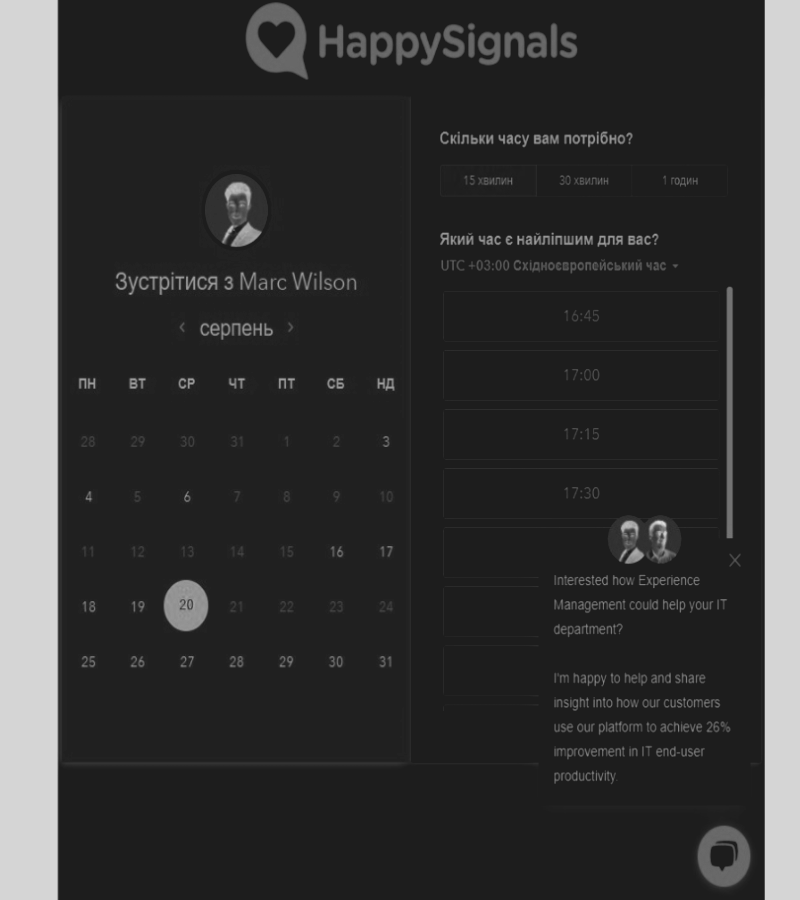 HappySignals
Зустрітися з Marc Wilson
серпень
ПН ВТ СР ЧТ ПТ СБ НД
28 29 30 31 1 2 3
4 5 6 7 8 9 10
11 12 13 14 15 16 17
18 19 20 21 22 23 24
25 26 27 28 29 30 31
Скільки часу вам потрібно?
15 хвилин 30 хвилин 1 годин
Який час є найліпшим для вас?
UTC +03:00 Східноєвропейський час
16:45
17:00
17:15
17:30
Interested how Experience
Management could help your IT
department?
I'm happy to help and share
insight into how our customers
use our platform to achieve 26%
improvement in IT end-user
productivity.